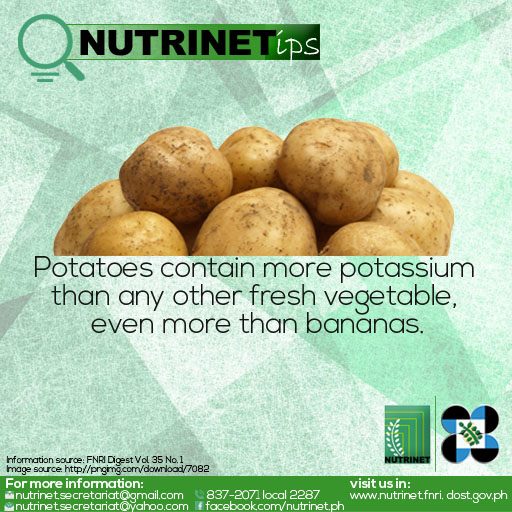 NUTRINETips
Potatoes contain more potassium
than any other fresh vegetable,
even more than bananas.
NUTRINET
Information source: FNRI Digest Vol. 35 No. 1
Image source: http://pngimg.com/download/7082
For more information:
nutrinet.secretariat@gmail.com
837-2071 local 2287
nutrinet.secretariat@yahoo.com
facebook.com/nutrinet.ph
visit us in:
www.nutrinet.fnri.dost.gov.ph